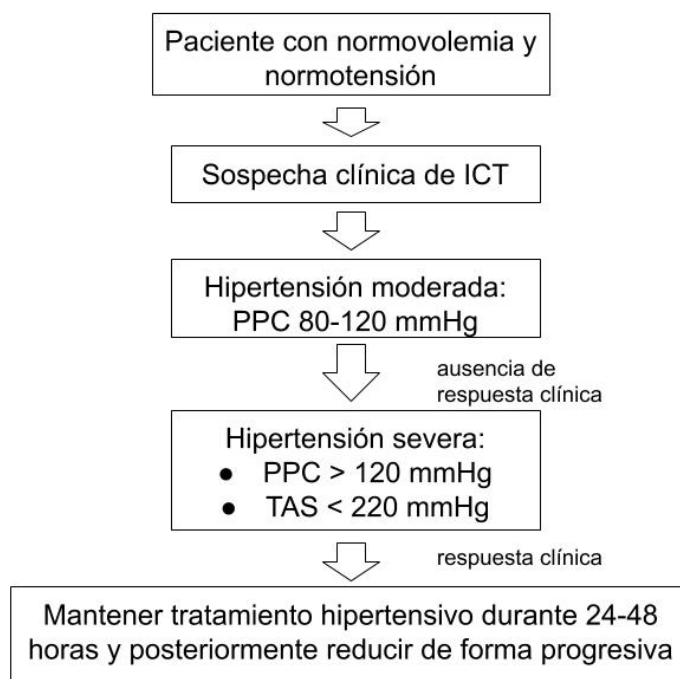 Paciente con normovolemia y
normotensión
Sospecha clínica de ICT
Hipertensión moderada:
PPC 80-120 mmHg
ausencia de
respuesta clínica
Hipertensión severa:
● PPC > 120 mmHg
● TAS < 220 mmHg
respuesta clínica
Mantener tratamiento hipertensivo durante 24-48
horas y posteriormente reducir de forma progresiva